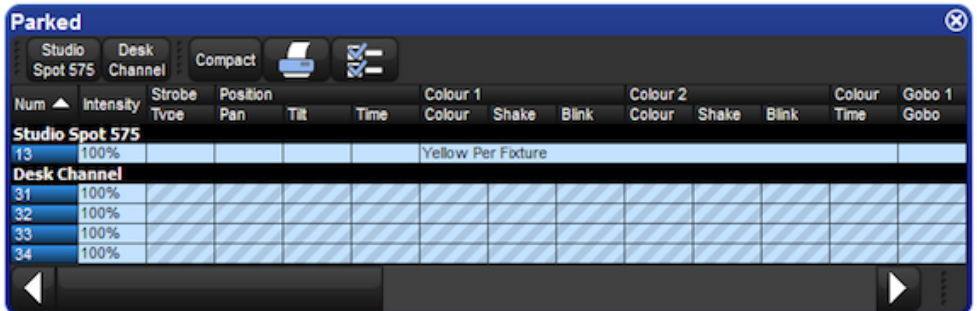 Parked
Studio Spot 575 Desk Channel Compact
Num Intensity Strobe Position Colour 1 Colour 2 Colour Gobo 1
Type Pan Tilt Time Colour Shake Blink Colour Shake Blink Time Gobo
Studio Spot 575
13 100% Yellow Per Fixture
Desk Channel
31 100%
32 100%
33 100%
34 100%